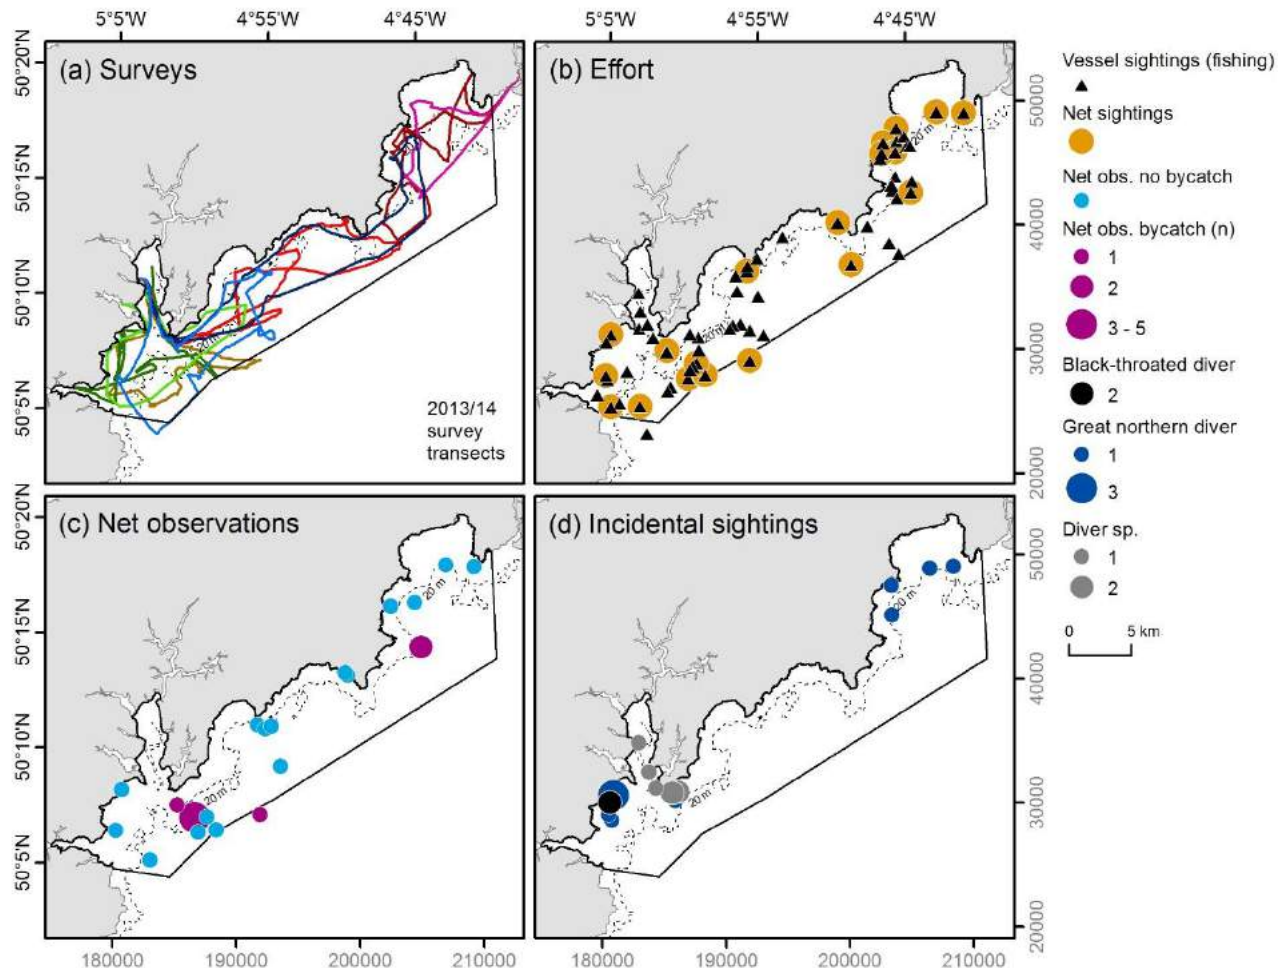 5°5'W 4°55'W 4°45'W 5°5'W 4°55'W 4°45'W
50°20'N
50°15'N
50°10'N
50°5'N
(a) Surveys
20 m
2013/14
survey
transects
(b) Effort
20 m
20 m
50000
40000
30000
20000
50°20'N
50°15'N
50°10'N
50°5'N
(c) Net observations
20 m
20 m
(d) Incidental sightings
20 m
20 m
50000
40000
30000
20000
180000 190000 200000 210000 180000 190000 200000 210000
Vessel sightings (fishing)
Net sightings
Net obs. no bycatch
Net obs. bycatch (n)
1
2
3 - 5
Black-throated diver
2
Great northern diver
1
3
Diver sp.
1
2
0 5 km